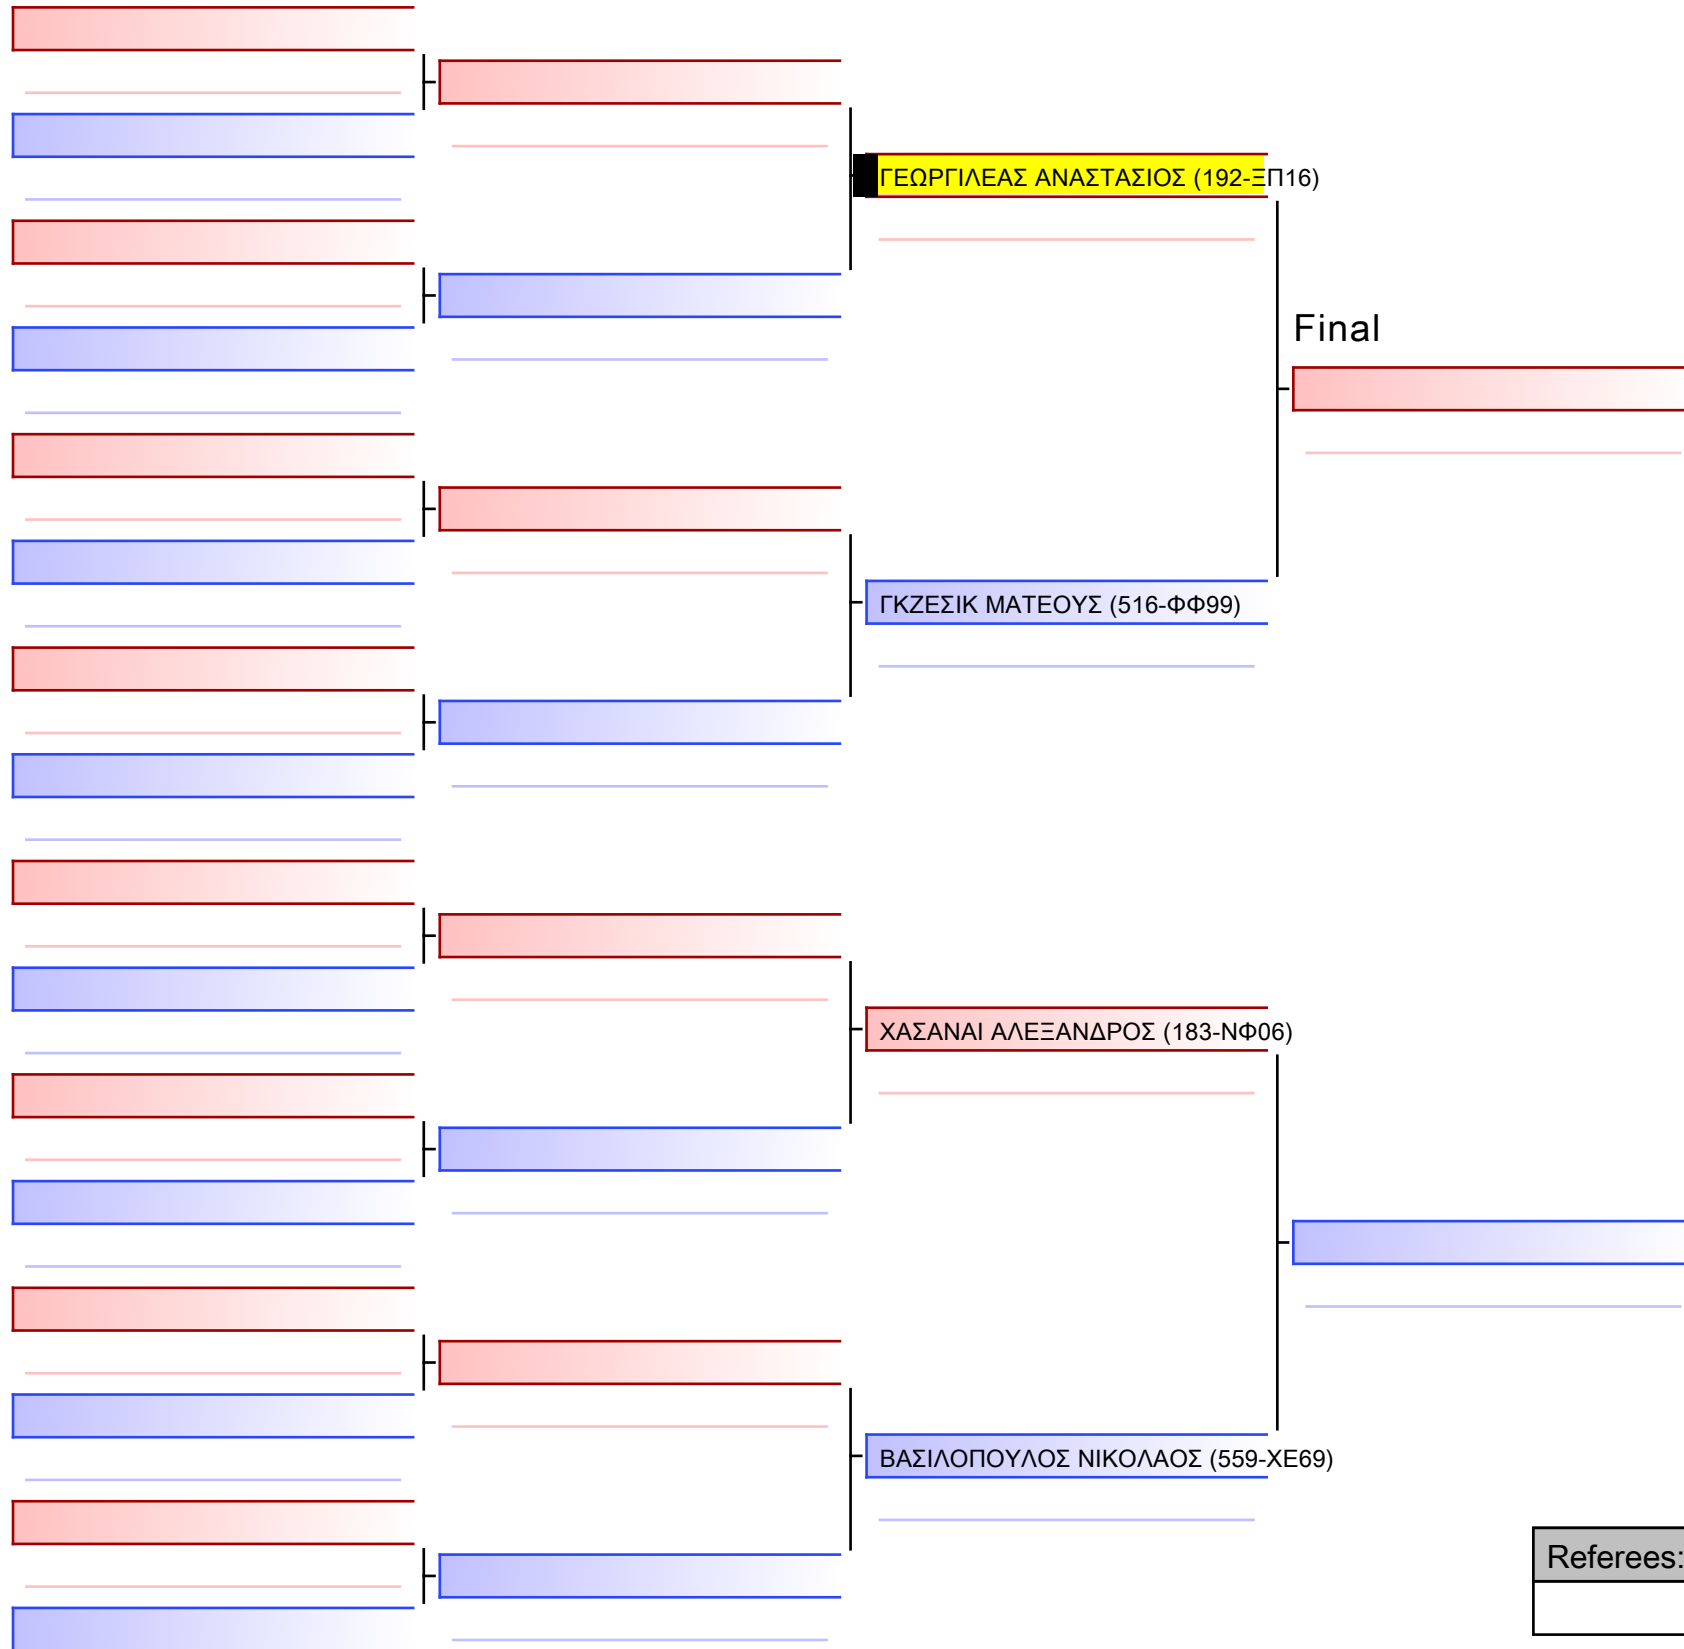 ΓΕΩΡΓΙΛΕΑΣ ΑΝΑΣΤΑΣΙΟΣ (192-ΞΠ16)
Final
ΓΚΖΕΣΙΚ ΜΑΤΕΟΥΣ (516-ΦΦ99)
ΧΑΣΑΝΑΙ ΑΛΕΞΑΝΔΡΟΣ (183-ΝΦ06)
ΒΑΣΙΛΟΠΟΥΛΟΣ ΝΙΚΟΛΑΟΣ (559-ΧΕ69)
Referees: